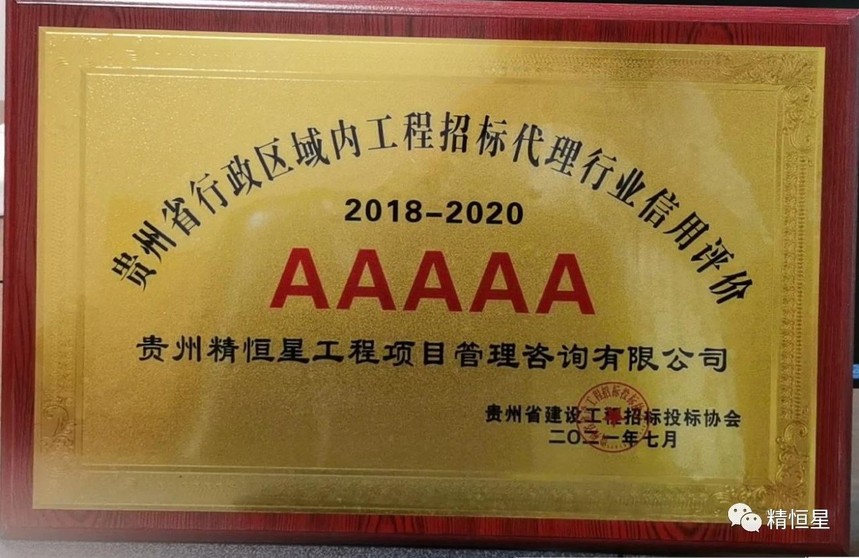 贵州省行政区域内工程招标代理行业信用评价
2018-2020
AAAAA
贵州精恒星工程项目管理咨询有限公司
贵州省建设工程招标投标协会
二〇二一年七月
精恒星